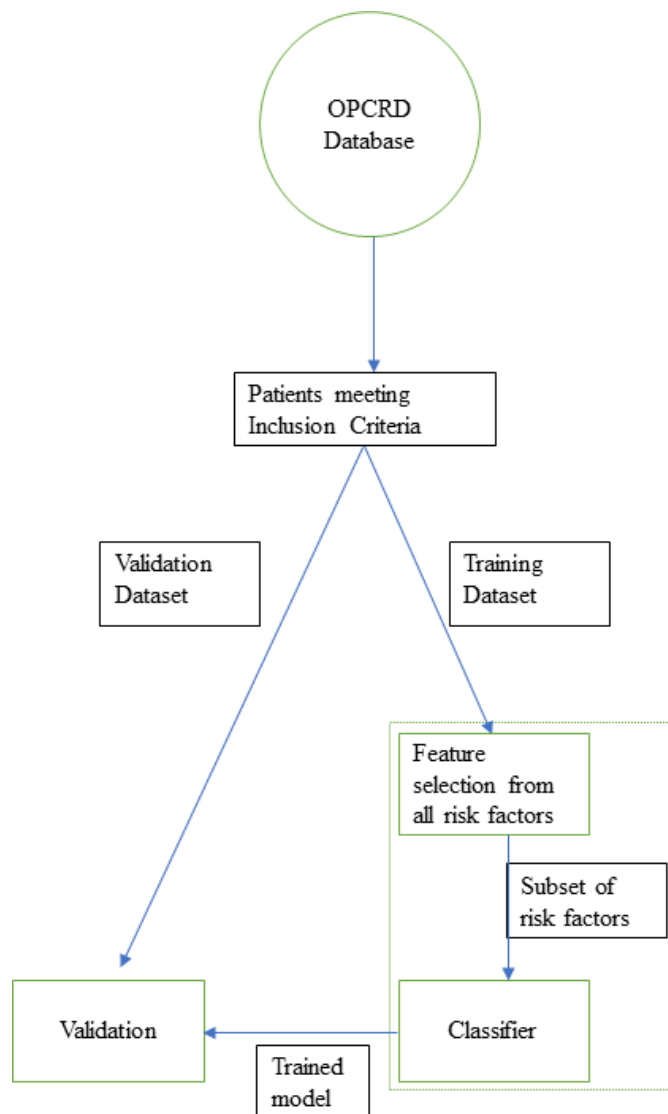 OPCRD
Database
Patients meeting
Inclusion Criteria
Validation
Dataset
Training
Dataset
Feature
selection from
all risk factors
Subset of
risk factors
Validation
Classifier
Trained
model